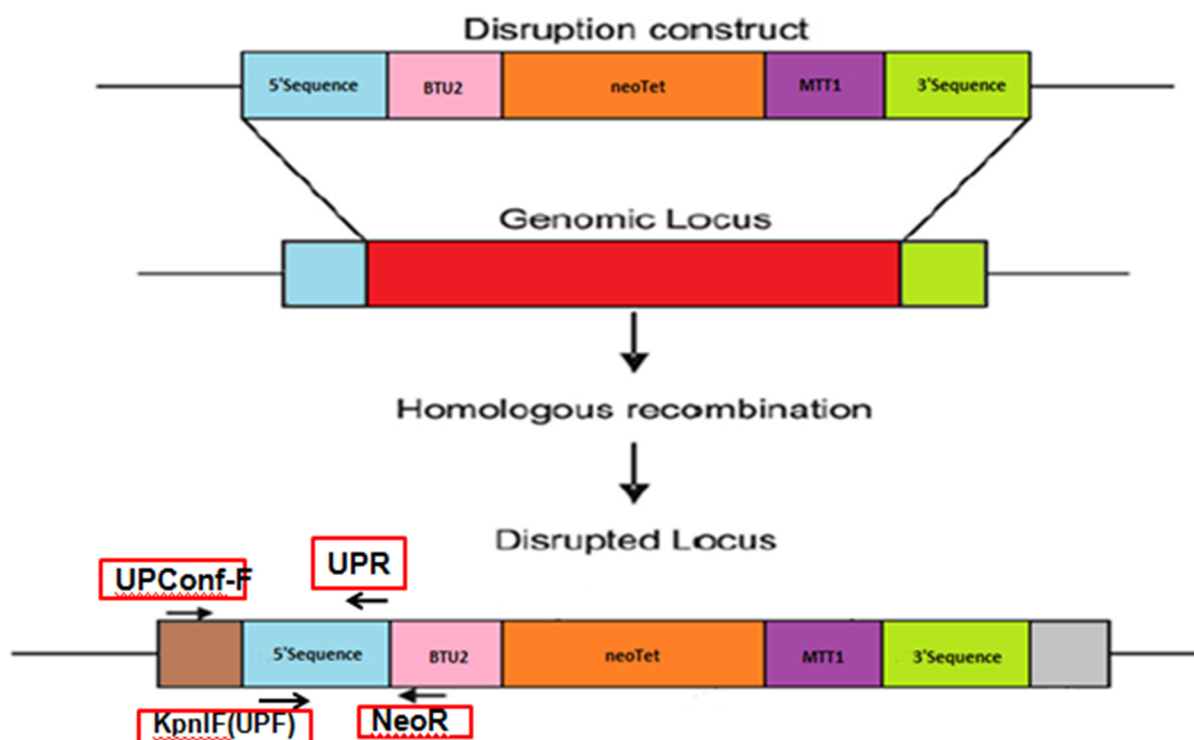 Disruption construct
5'Sequence BTU2 neoTet MTT1 3'Sequence
Genomic Locus
Homologous recombination
Disrupted Locus
UPConf-F UPR
5'Sequence BTU2 neoTet MTT1 3'Sequence
KpnIF(UPF) NeoR